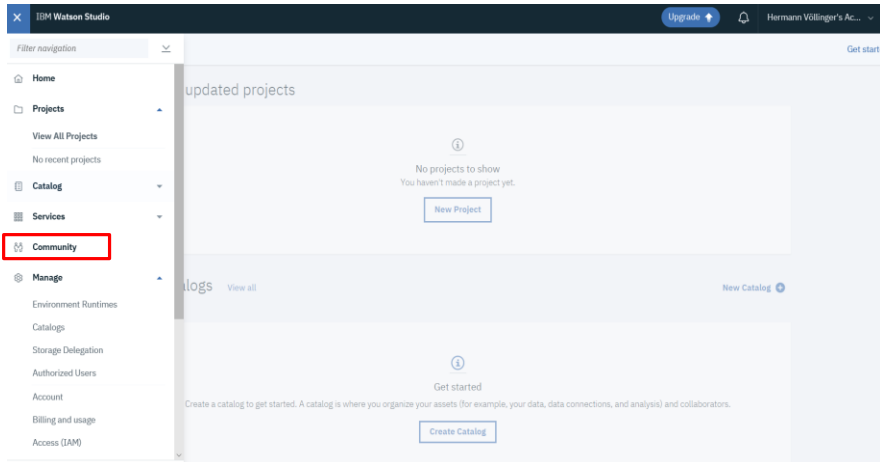 IBM Watson Studio
Upgrade
Hermann Völlinger's Ac...
Filter navigation
Get start
Home
updated projects
Projects
View All Projects
No recent projects
No projects to show
You haven't made a project yet.
New Project
Catalog
Services
Community
Manage
alogs View all
New Catalog
Environment Runtimes
Catalogs
Storage Delegation
Authorized Users
Get started
Account
Create a catalog to get started. A catalog is where you organize your assets (for example, your data, data connections, and analysis) and collaborators.
Billing and usage
Create Catalog
Access (IAM)